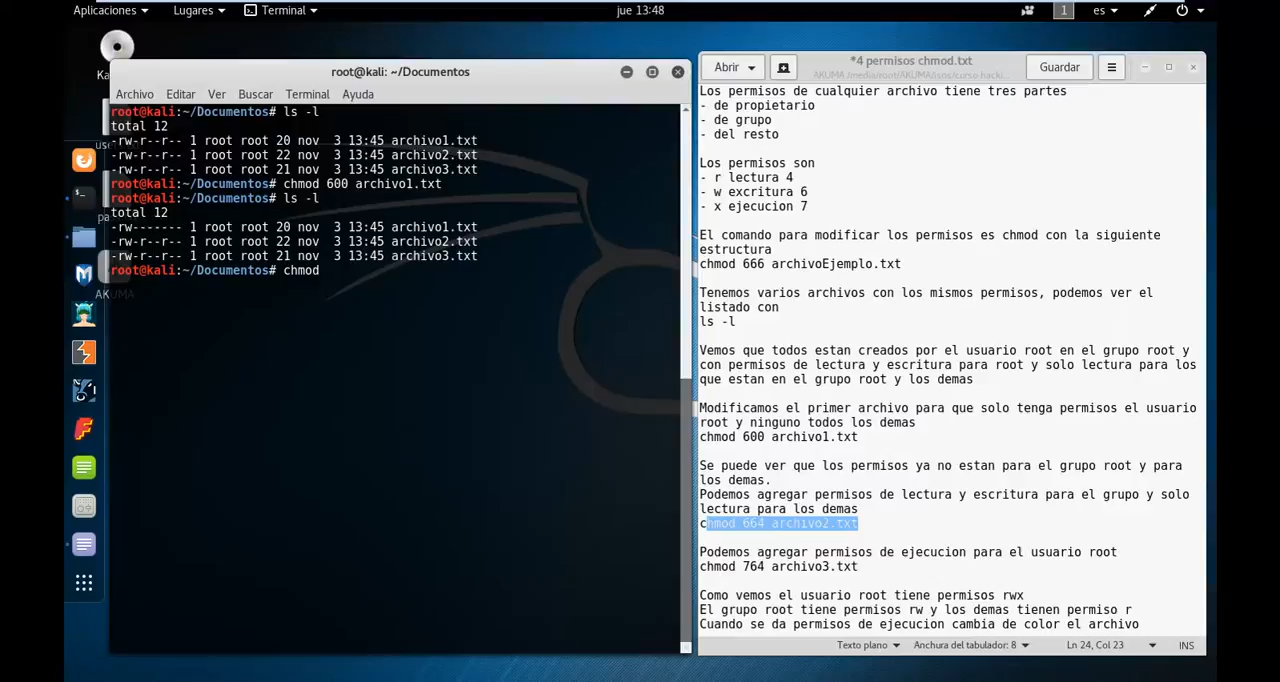 Aplicaciones Lugares Terminal jue 13:48 1 es
root@kali: ~/Documentos
Archivo Editar Ver Buscar Terminal Ayuda
root@kali:~/Documentos# ls -l
total 12
-rw-r--r-- 1 root root 20 nov 3 13:45 archivo1.txt
-rw-r--r-- 1 root root 22 nov 3 13:45 archivo2.txt
-rw-r--r-- 1 root root 21 nov 3 13:45 archivo3.txt
root@kali:~/Documentos# chmod 600 archivo1.txt
root@kali:~/Documentos# ls -l
total 12
-rw------- 1 root root 20 nov 3 13:45 archivo1.txt
-rw-r--r-- 1 root root 22 nov 3 13:45 archivo2.txt
-rw-r--r-- 1 root root 21 nov 3 13:45 archivo3.txt
root@kali:~/Documentos# chmod
AKUMA
Abrir *4 permisos chmod.txt Guardar
AKUMA /media/root/AKUMA/isos/curso hacki...
Los permisos de cualquier archivo tiene tres partes
- de propietario
- de grupo
- del resto
Los permisos son
- r lectura 4
- w excritura 6
- x ejecucion 7
El comando para modificar los permisos es chmod con la siguiente
estructura
chmod 666 archivoEjemplo.txt
Tenemos varios archivos con los mismos permisos, podemos ver el
listado con
ls -l
Vemos que todos estan creados por el usuario root en el grupo root y
con permisos de lectura y escritura para root y solo lectura para los
que estan en el grupo root y los demas
Modificamos el primer archivo para que solo tenga permisos el usuario
root y ninguno todos los demas
chmod 600 archivo1.txt
Se puede ver que los permisos ya no estan para el grupo root y para
los demas.
Podemos agregar permisos de lectura y escritura para el grupo y solo
lectura para los demas
chmod 664 archivo2.txt
Podemos agregar permisos de ejecucion para el usuario root
chmod 764 archivo3.txt
Como vemos el usuario root tiene permisos rwx
El grupo root tiene permisos rw y los demas tienen permiso r
Cuando se da permisos de ejecucion cambia de color el archivo
Texto plano Anchura del tabulador: 8 Ln 24, Col 23 INS